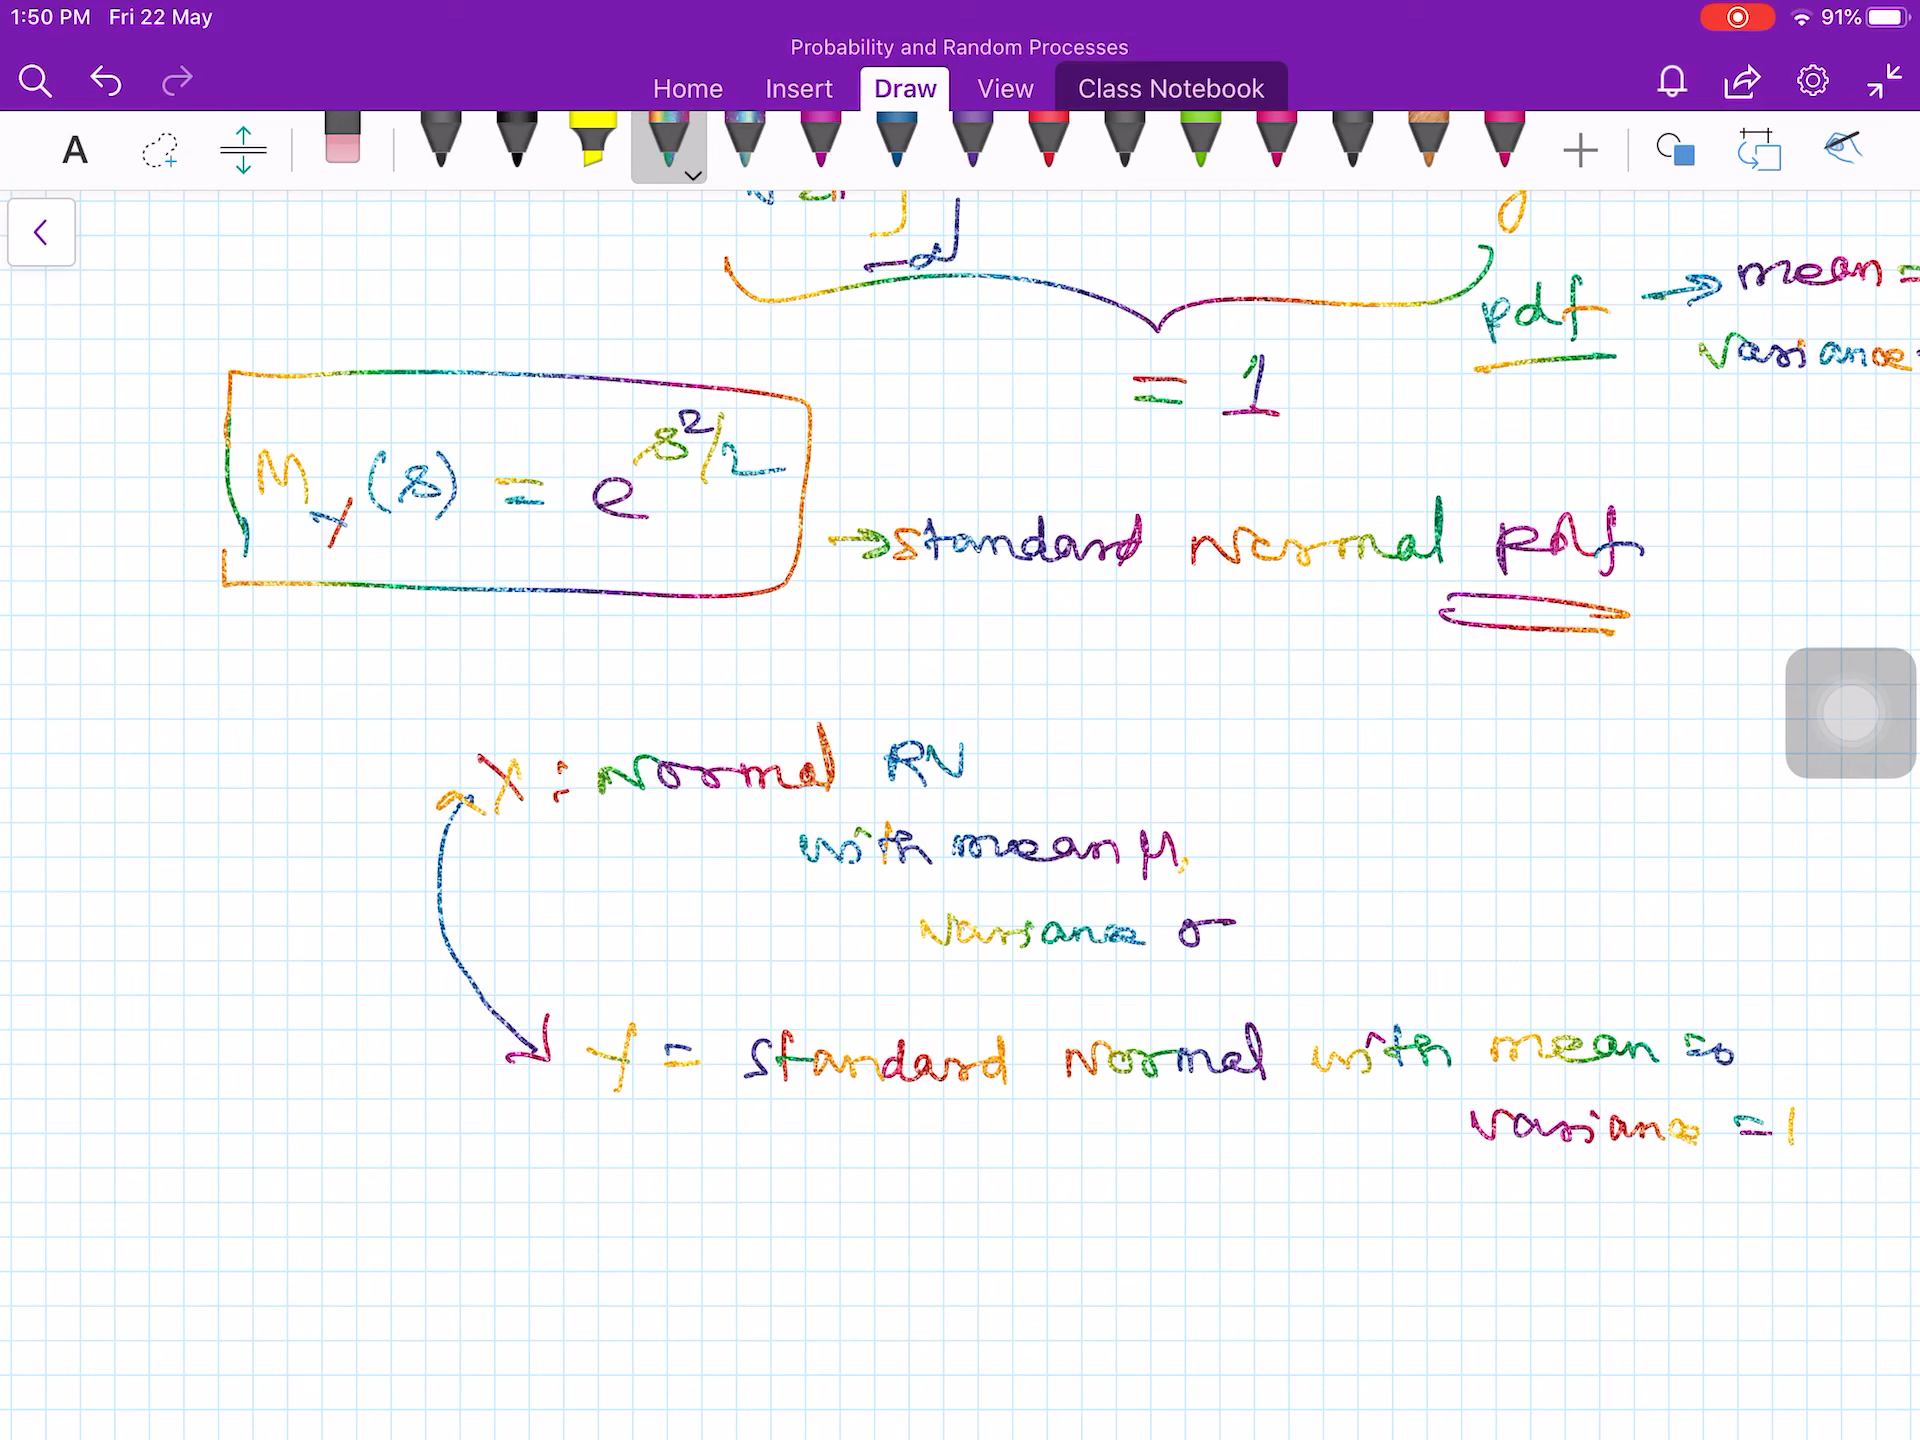 1:50 PM Fri 22 May
91%
Probability and Random Processes
Home Insert Draw View Class Notebook
A
pdf → mean =
variance
= 1
M_Y(s) = e^{s^2/2}
→ standard Normal pdf
X : Normal RV
with mean μ,
variance σ
Y = standard Normal with mean = 0
variance = 1